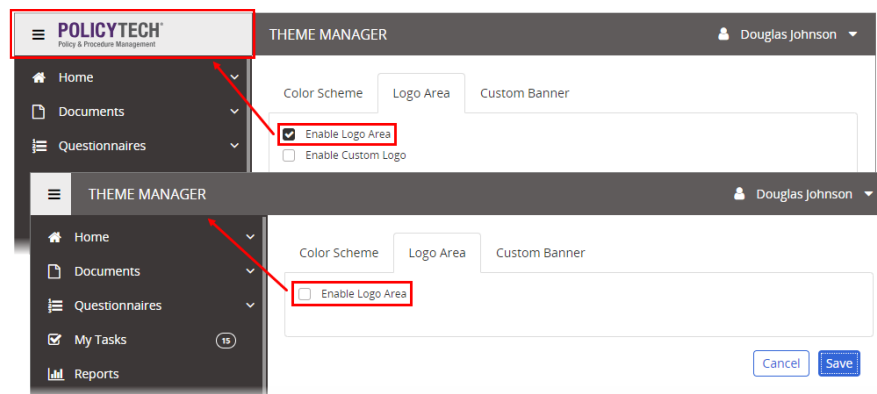 POLICYTECH
Policy & Procedure Management
THEME MANAGER
Douglas Johnson
Home
Documents
Questionnaires
Color Scheme
Logo Area
Custom Banner
Enable Logo Area
Enable Custom Logo
THEME MANAGER
Douglas Johnson
Home
Documents
Questionnaires
My Tasks
15
Reports
Color Scheme
Logo Area
Custom Banner
Enable Logo Area
Cancel
Save